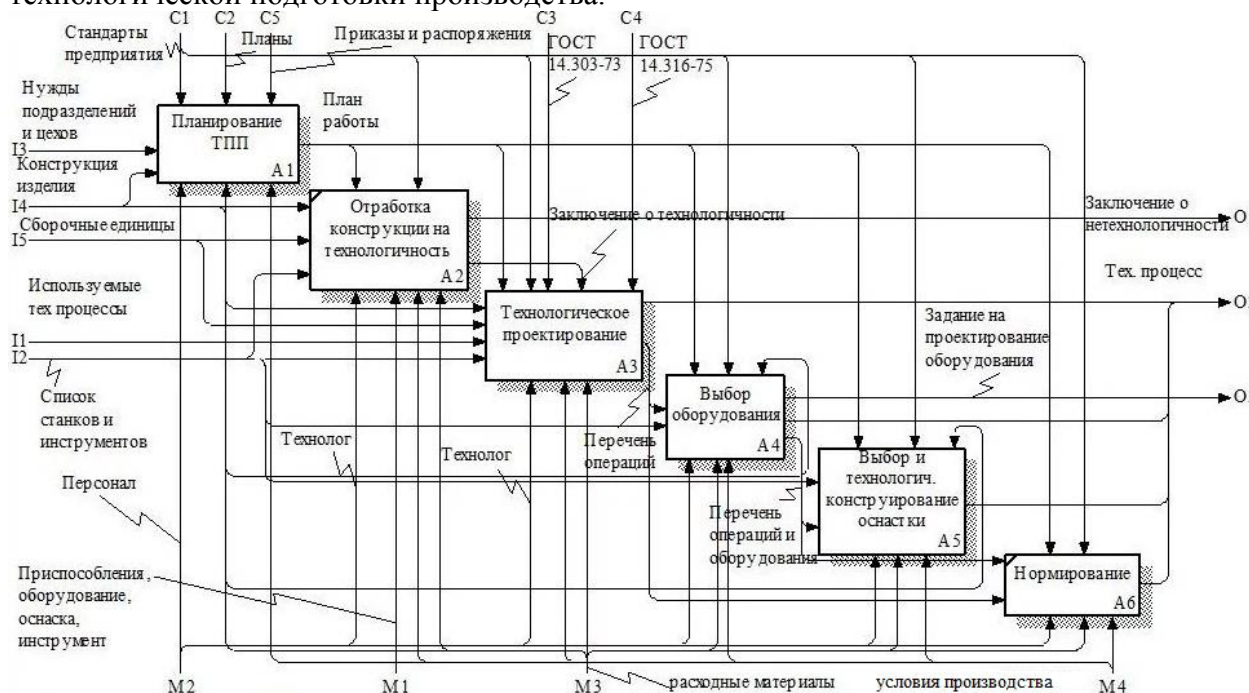 технологической подготовки производства.
C1 C2 C5 C3 C4
Стандарты
предприятия
Планы
Приказы и распоряжения
ГОСТ
14.303-73
ГОСТ
14.316-75
Нужды
подразделений
и цехов
I3
Планирование
ТПП
A1
План
работы
Конструкция
изделия
I4
Сборочные единицы
I5
Отработка
конструкции на
технологичность
A2
Заключение о технологичности
Заключение о
нетехнологичности
O
Используемые
тех процессы
I1
I2
Технологическое
проектирование
A3
Тех. процесс
O
Задание на
проектирование
оборудования
O
Список
станков и
инструментов
Выбор
оборудования
A4
Технолог
Технолог
Перечень
операций
Персонал
Выбор и
технологич.
конструирование
оснастки
A5
Перечень
операций и
оборудования
Приспособления,
оборудование,
оснаска,
инструмент
Нормирование
A6
M2 M1 M3 расходные материалы условия производства M4